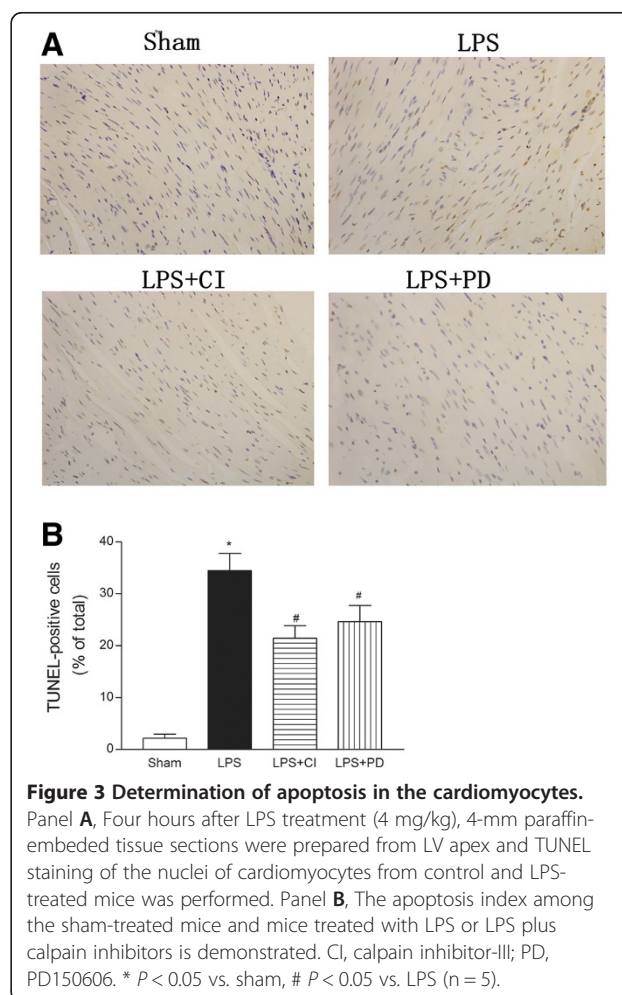 A
Sham
LPS
LPS+CI
LPS+PD
B
TUNEL-positive cells
(% of total)
40
30
20
10
0
*
#
#
Sham
LPS
LPS+CI
LPS+PD
Figure 3 Determination of apoptosis in the cardiomyocytes.
Panel A, Four hours after LPS treatment (4 mg/kg), 4-mm paraffin-
embeded tissue sections were prepared from LV apex and TUNEL
staining of the nuclei of cardiomyocytes from control and LPS-
treated mice was performed. Panel B, The apoptosis index among
the sham-treated mice and mice treated with LPS or LPS plus
calpain inhibitors is demonstrated. CI, calpain inhibitor-III; PD,
PD150606. * P < 0.05 vs. sham, # P < 0.05 vs. LPS (n = 5).